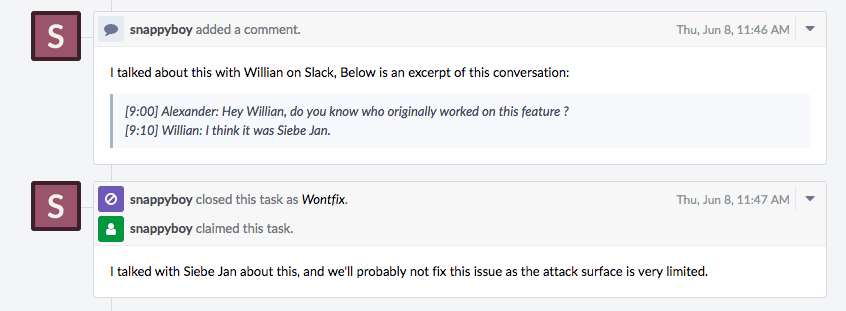 S
snappyboy added a comment.
Thu, Jun 8, 11:46 AM
I talked about this with Willian on Slack, Below is an excerpt of this conversation:
[9:00] Alexander: Hey Willian, do you know who originally worked on this feature ?
[9:10] Willian: I think it was Siebe Jan.
S
snappyboy closed this task as Wontfix.
Thu, Jun 8, 11:47 AM
snappyboy claimed this task.
I talked with Siebe Jan about this, and we'll probably not fix this issue as the attack surface is very limited.